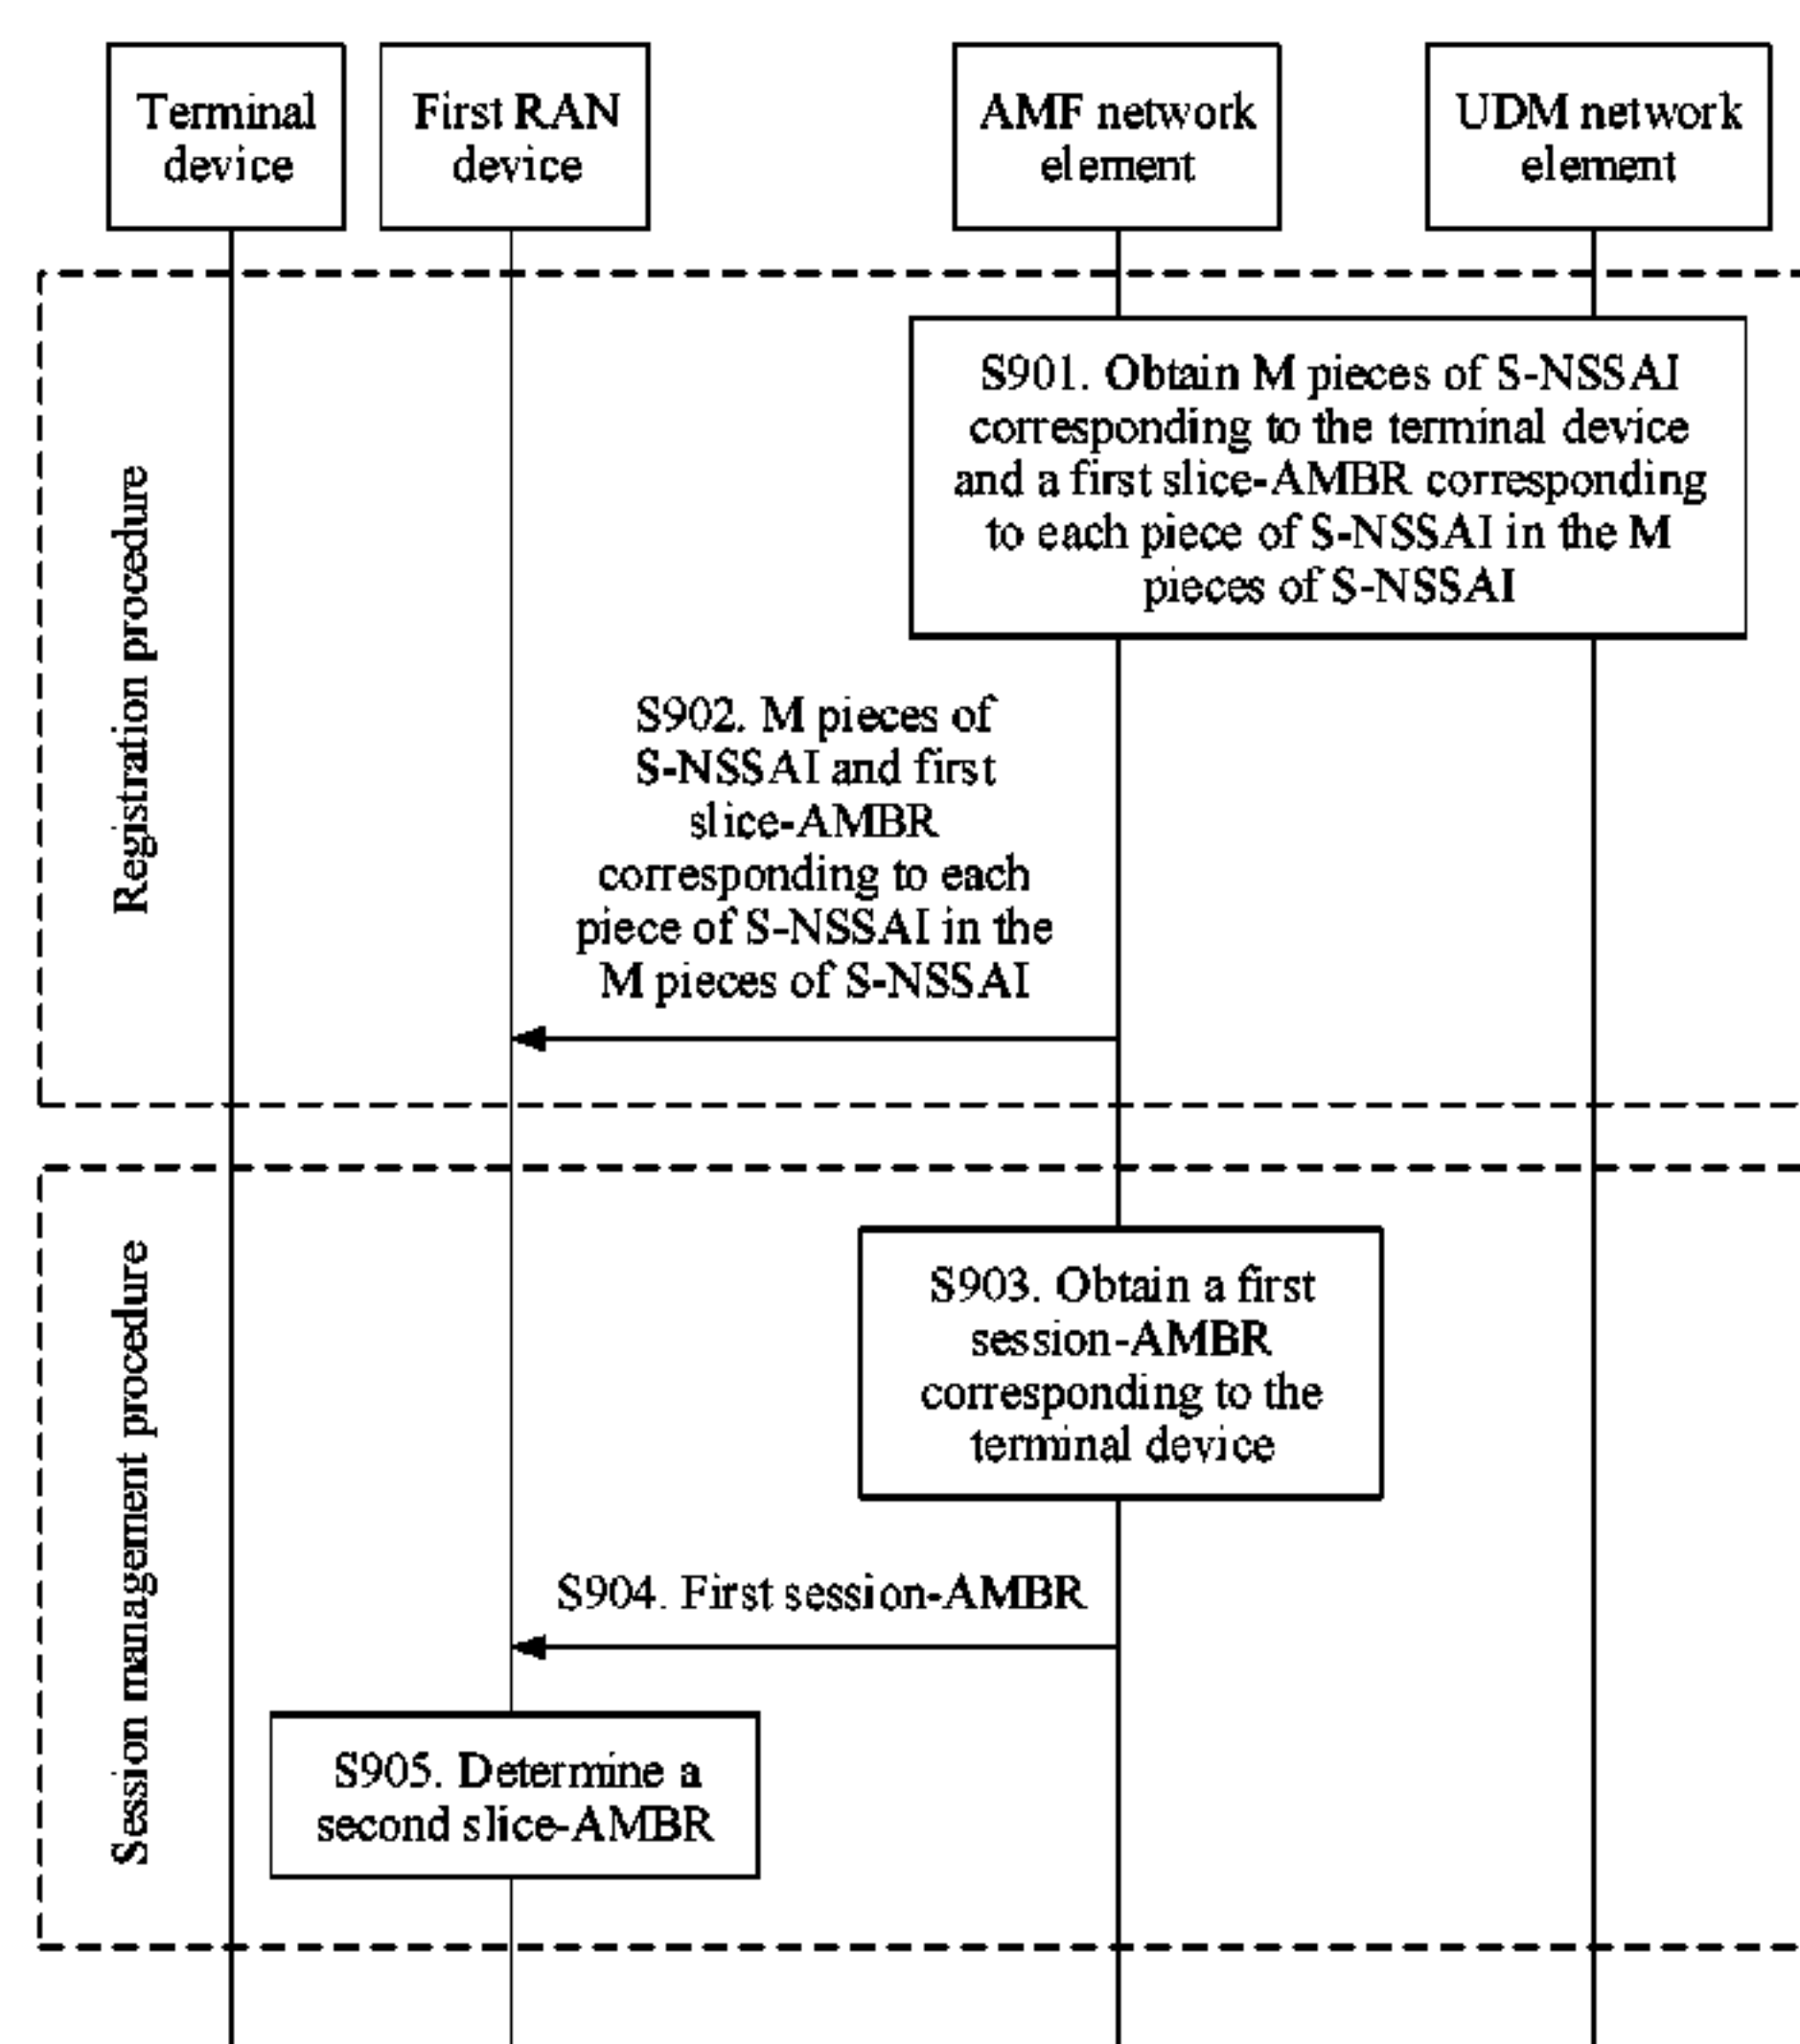 Terminal
device
First RAN
device
AMF network
element
UDM network
element
Registration procedure
S901. Obtain M pieces of S-NSSAI
corresponding to the terminal device
and a first slice-AMBR corresponding
to each piece of S-NSSAI in the M
pieces of S-NSSAI
S902. M pieces of
S-NSSAI and first
slice-AMBR
corresponding to each
piece of S-NSSAI in the
M pieces of S-NSSAI
Session management procedure
S903. Obtain a first
session-AMBR
corresponding to the
terminal device
S904. First session-AMBR
S905. Determine a
second slice-AMBR